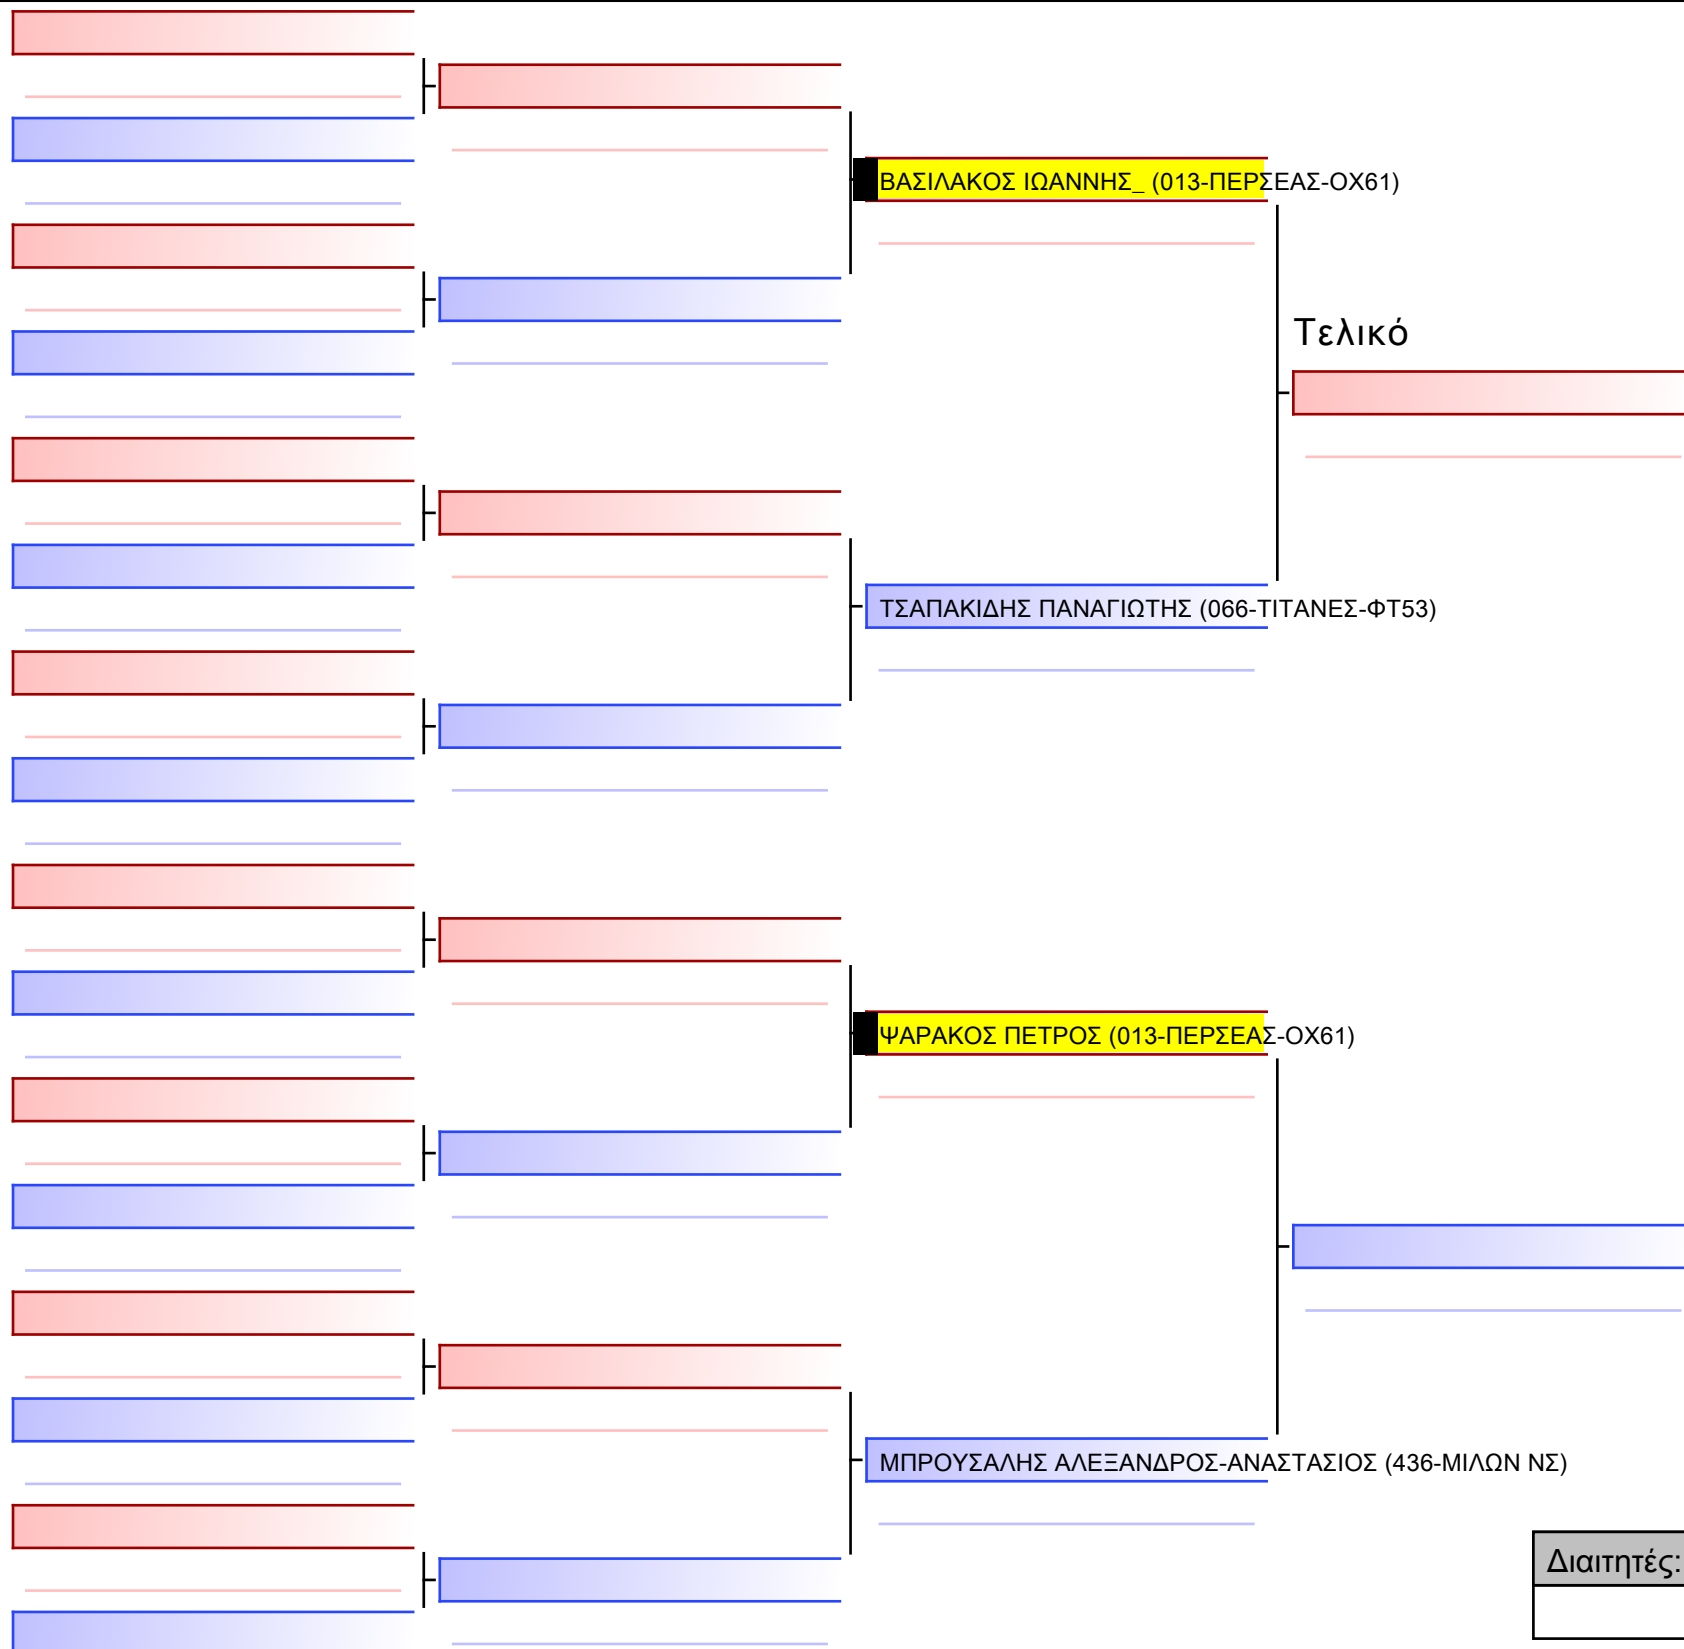 ΒΑΣΙΛΑΚΟΣ ΙΩΑΝΝΗΣ_ (013-ΠΕΡΣΕΑΣ-ΟΧ61)
Τελικό
ΤΣΑΠΑΚΙΔΗΣ ΠΑΝΑΓΙΩΤΗΣ (066-ΤΙΤΑΝΕΣ-ΦΤ53)
ΨΑΡΑΚΟΣ ΠΕΤΡΟΣ (013-ΠΕΡΣΕΑΣ-ΟΧ61)
ΜΠΡΟΥΣΑΛΗΣ ΑΛΕΞΑΝΔΡΟΣ-ΑΝΑΣΤΑΣΙΟΣ (436-ΜΙΛΩΝ ΝΣ)
Διαιτητές: